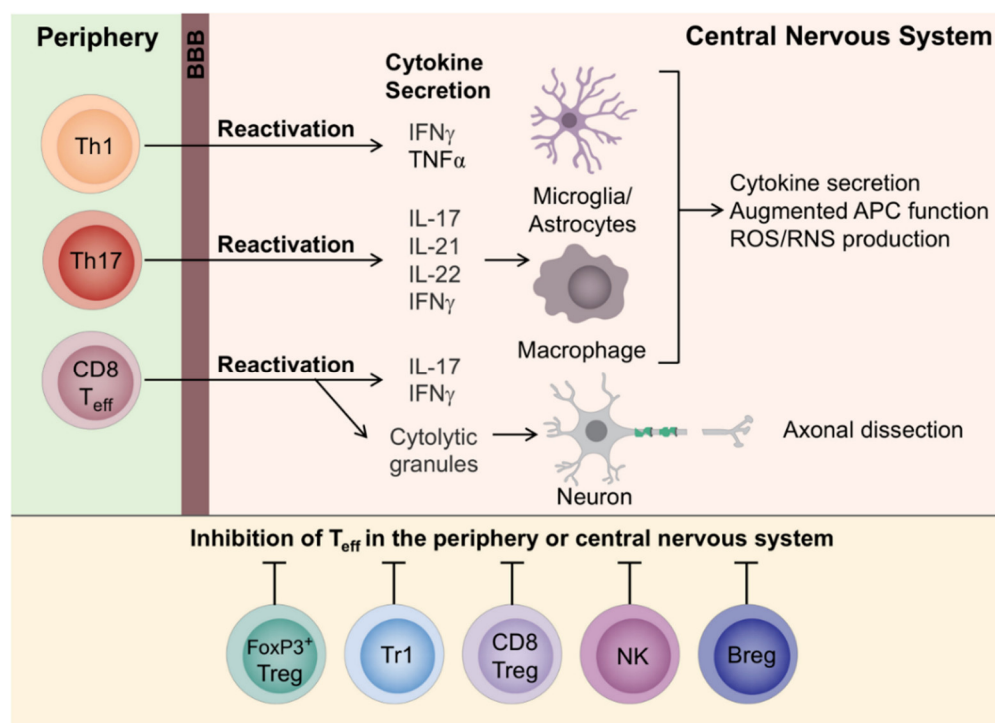 Periphery
BBB
Central Nervous System
Cytokine
Secretion
Th1
Reactivation
IFNγ
TNFα
Microglia/
Astrocytes
Th17
Reactivation
IL-17
IL-21
IL-22
IFNγ
Macrophage
Cytokine secretion
Augmented APC function
ROS/RNS production
CD8
Teff
Reactivation
IL-17
IFNγ
Cytolytic
granules
Neuron
Axonal dissection
Inhibition of Teff in the periphery or central nervous system
FoxP3+
Treg
Tr1
CD8
Treg
NK
Breg